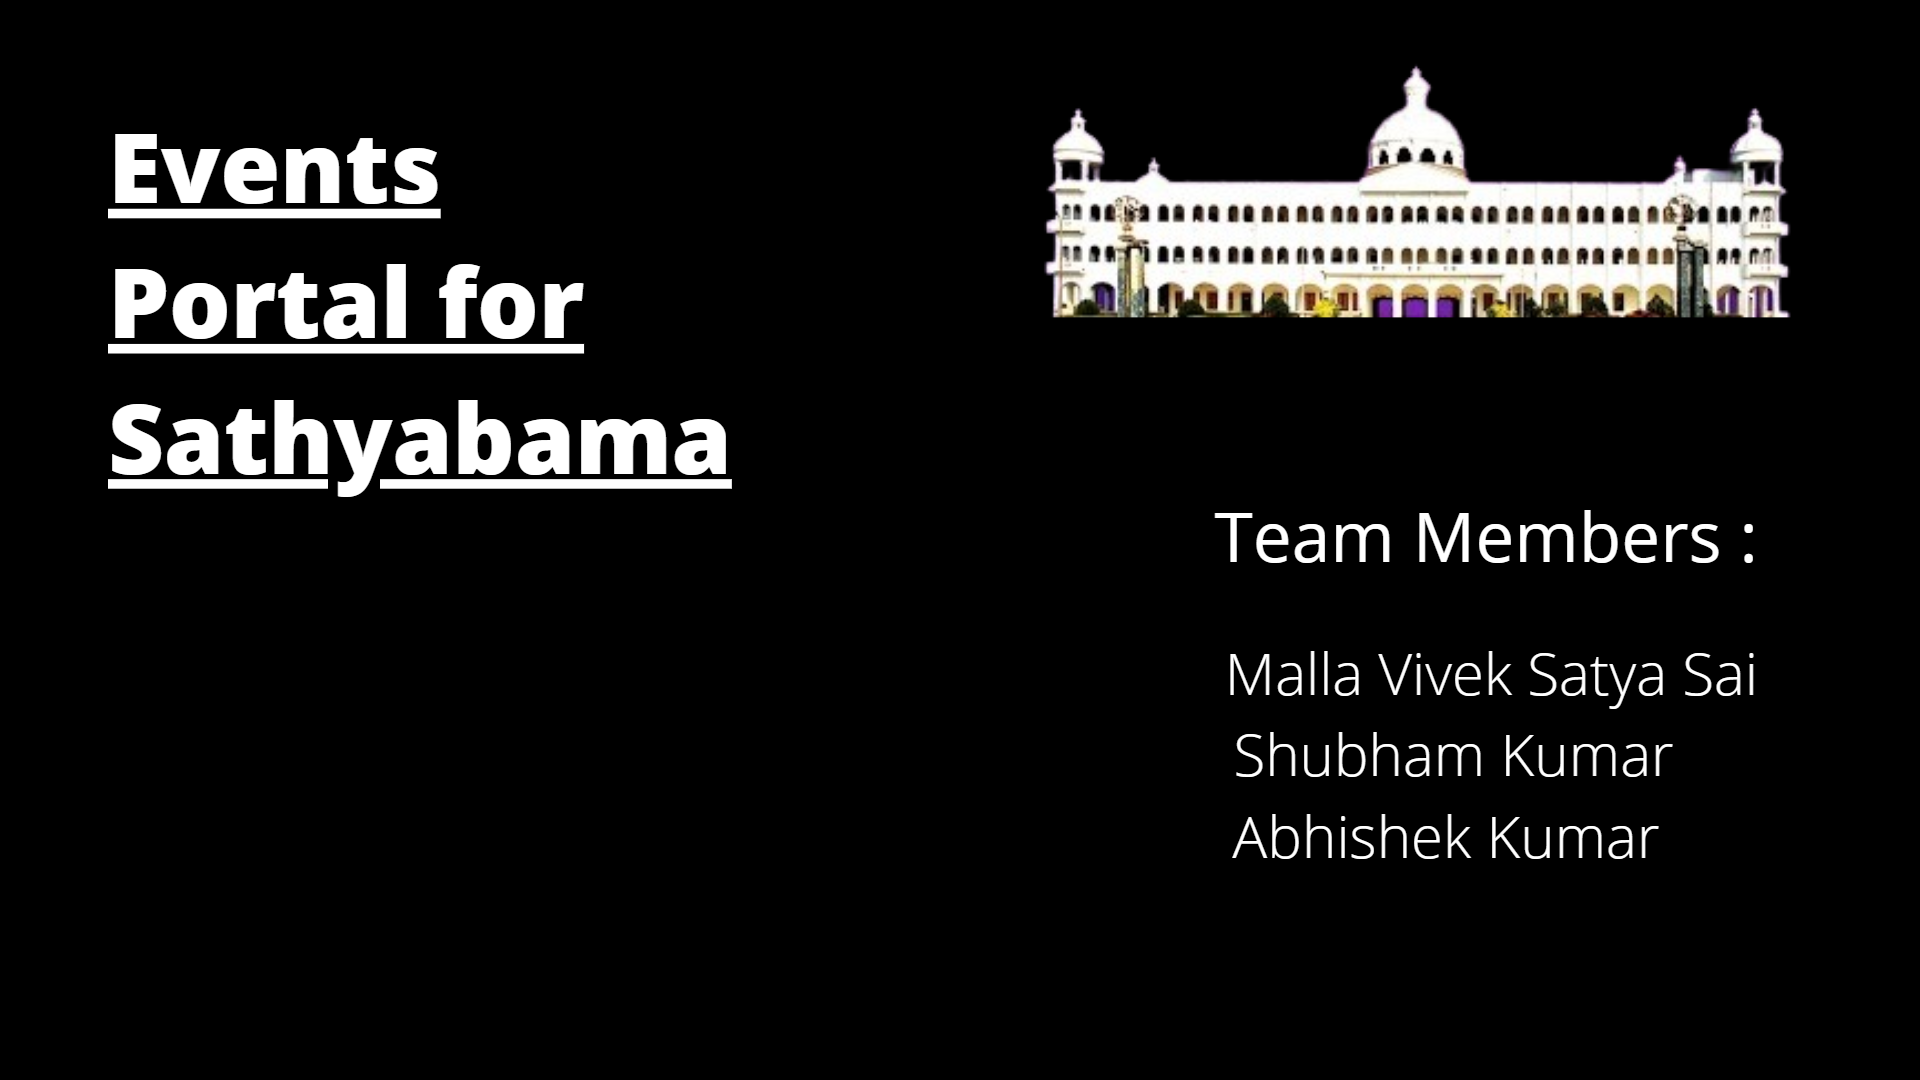 Events
Portal for
Sathyabama
Team Members :
Malla Vivek Satya Sai
Shubham Kumar
Abhishek Kumar